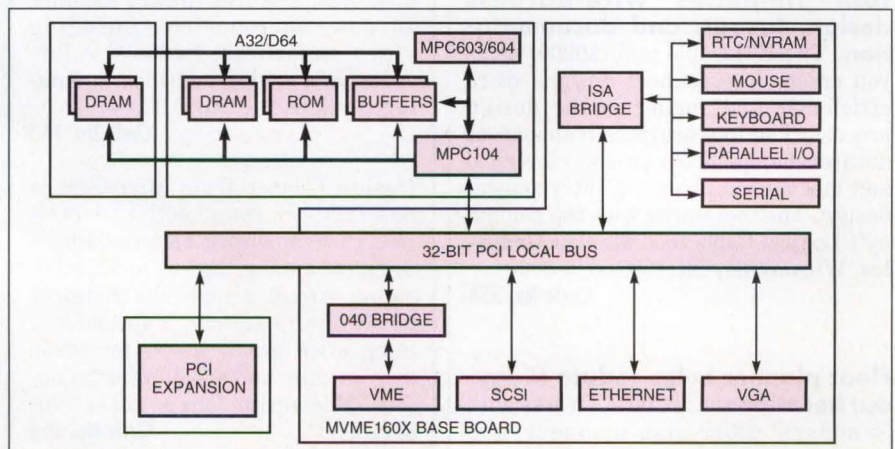 A32/D64
MPC603/604
DRAM
DRAM
ROM
BUFFERS
MPC104
ISA
BRIDGE
RTC/NVRAM
MOUSE
KEYBOARD
PARALLEL I/O
SERIAL
32-BIT PCI LOCAL BUS
040 BRIDGE
PCI
EXPANSION
VME
SCSI
ETHERNET
VGA
MVME160X BASE BOARD